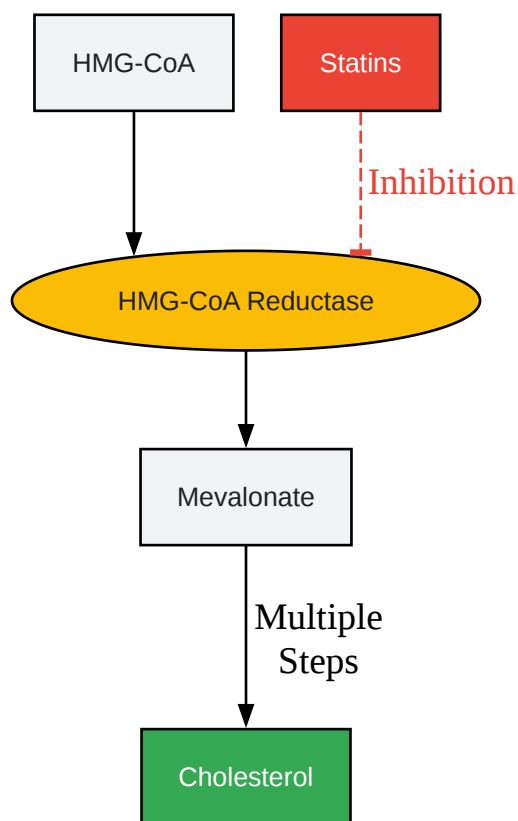 HMG-CoA
Statins
Inhibition
HMG-CoA Reductase
Mevalonate
Multiple
Steps
Cholesterol